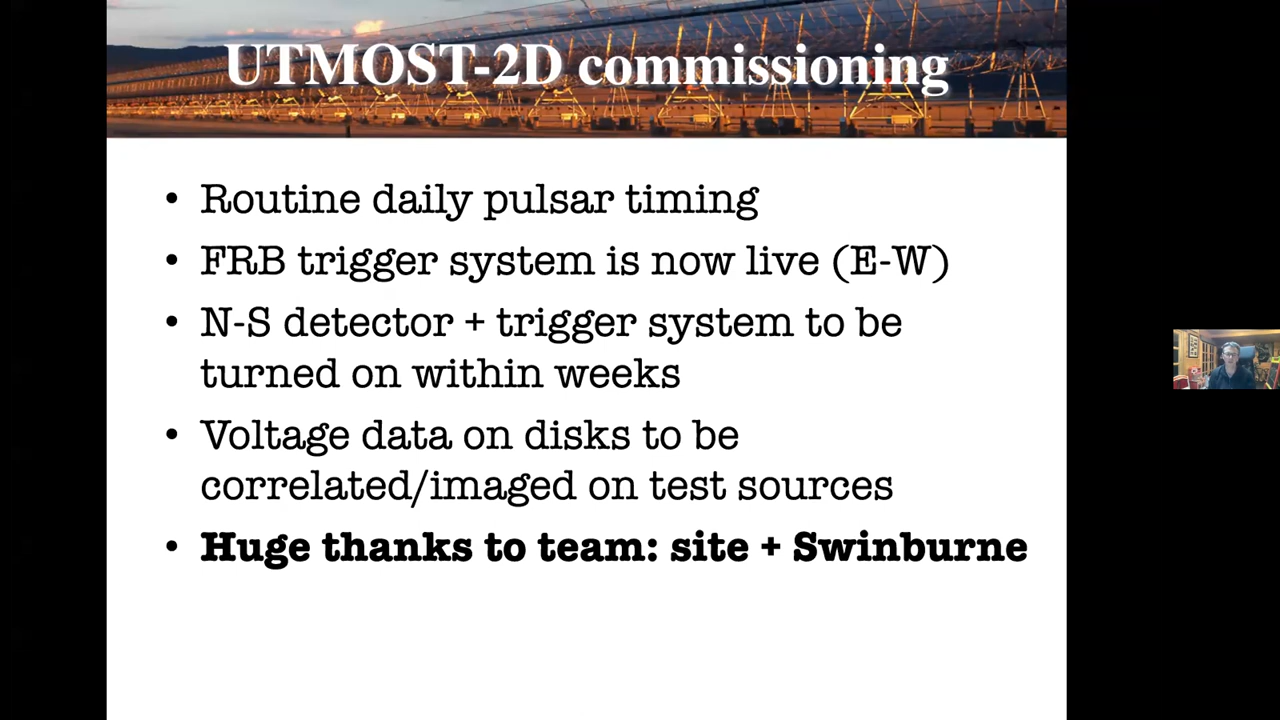 UTMOST-2D commissioning
• Routine daily pulsar timing
• FRB trigger system is now live (E-W)
• N-S detector + trigger system to be
turned on within weeks
• Voltage data on disks to be
correlated/imaged on test sources
• Huge thanks to team: site + Swinburne